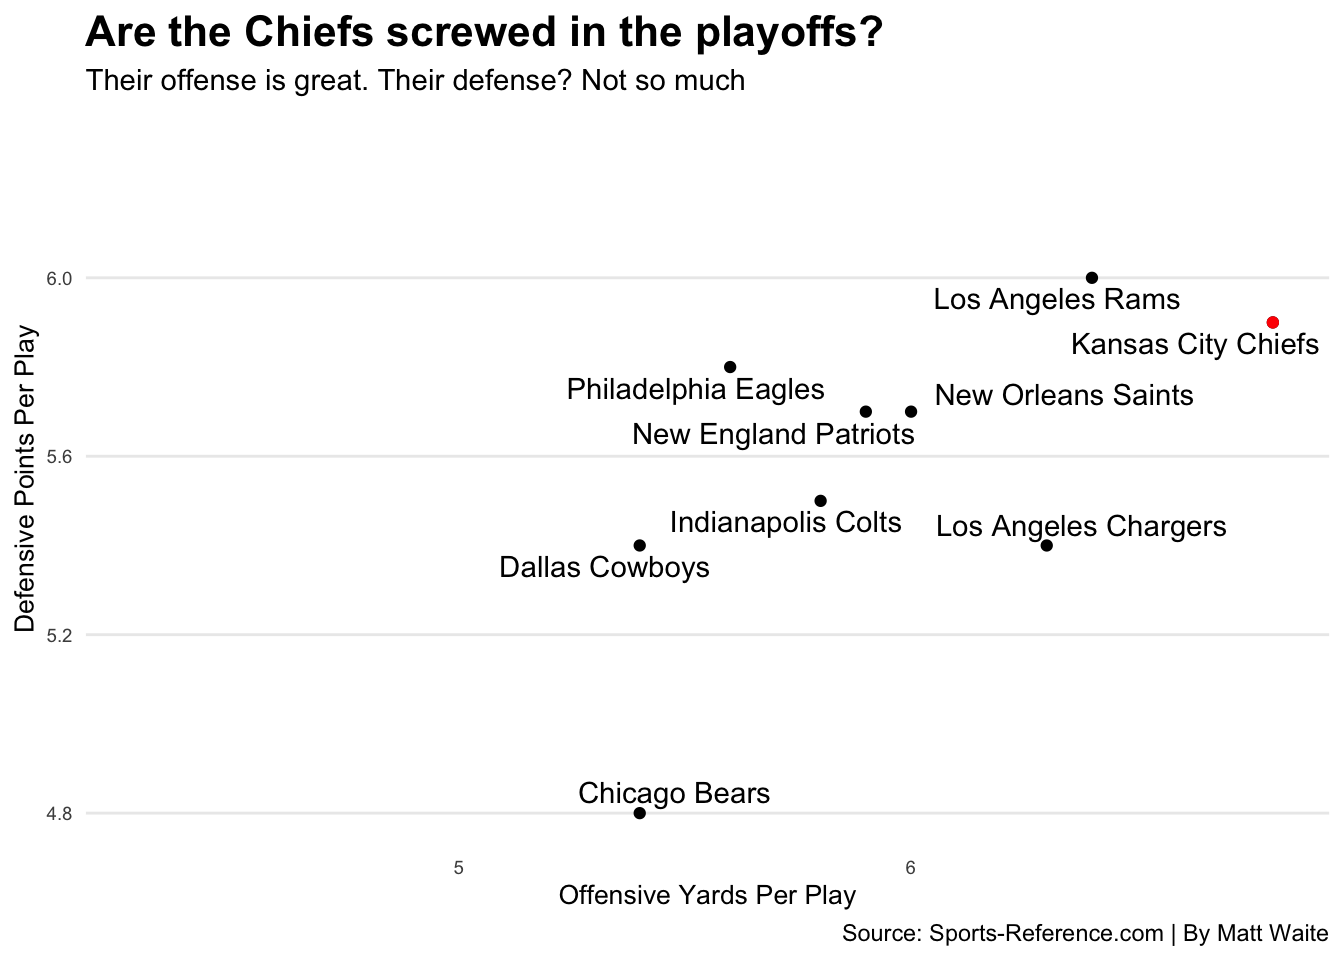 Are the Chiefs screwed in the playoffs?
Their offense is great. Their defense? Not so much
6.0
Los Angeles Rams
Kansas City Chiefs
Philadelphia Eagles
New Orleans Saints
New England Patriots
5.6
Indianapolis Colts
Los Angeles Chargers
Dallas Cowboys
5.2
Chicago Bears
4.8
Defensive Points Per Play
5
6
Offensive Yards Per Play
Source: Sports-Reference.com | By Matt Waite